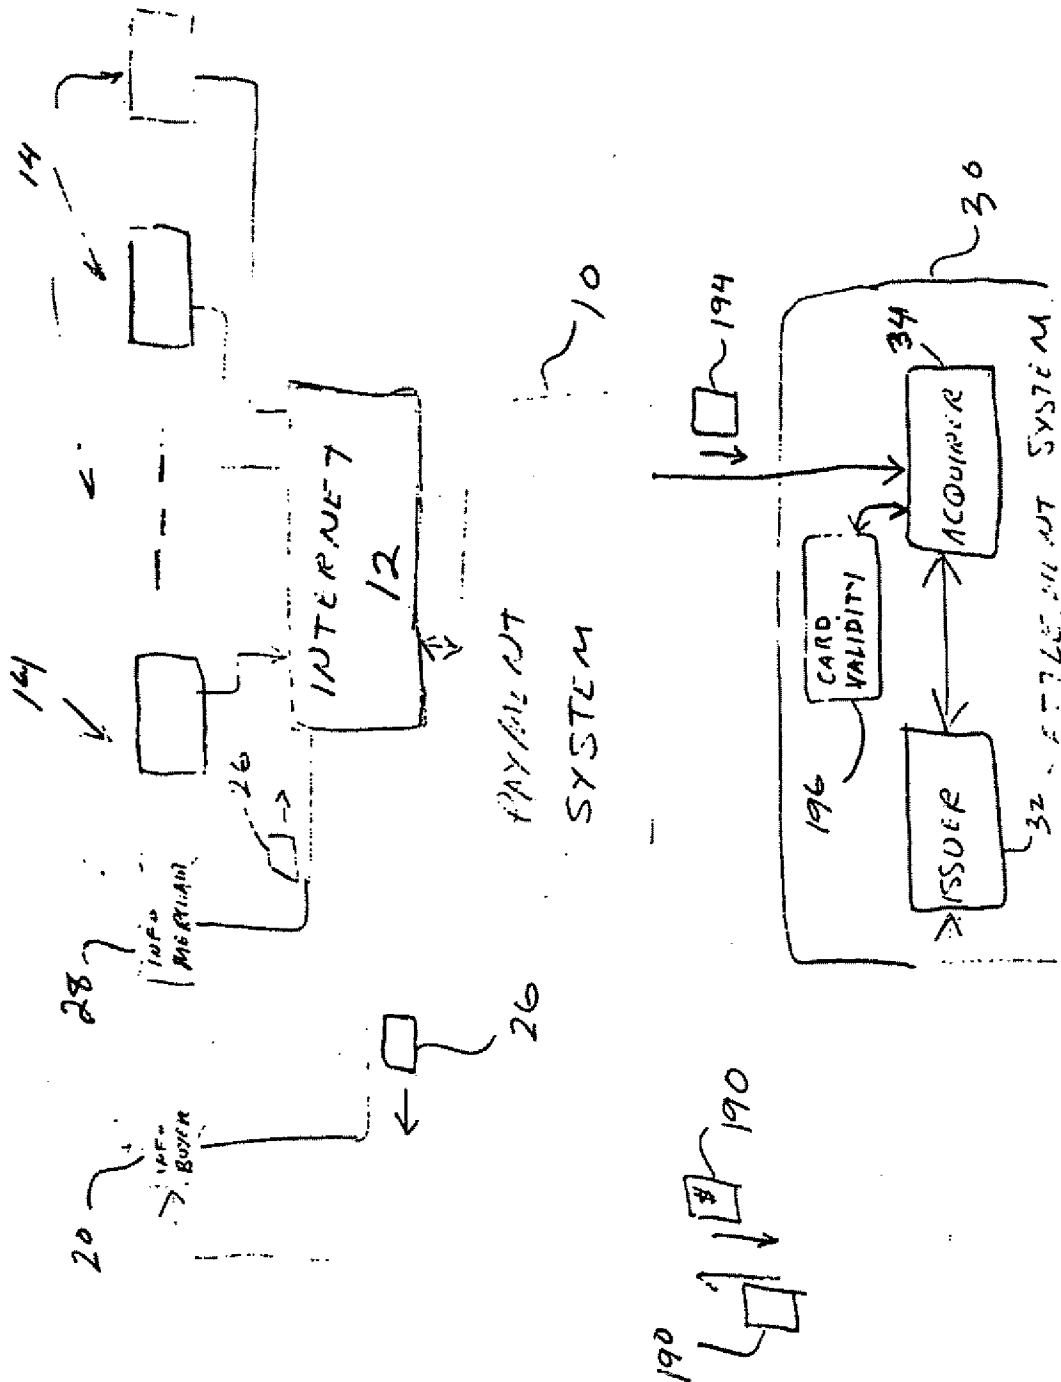 20
28
14
14
INFO
BUYER
INFO
MERCHANT
26
INTERNET
12
26
PAYMENT
SYSTEM
10
190
190
194
196
CARD
VALIDITY
ISSUER
ACQUIRER
34
30
32
SYSTEM